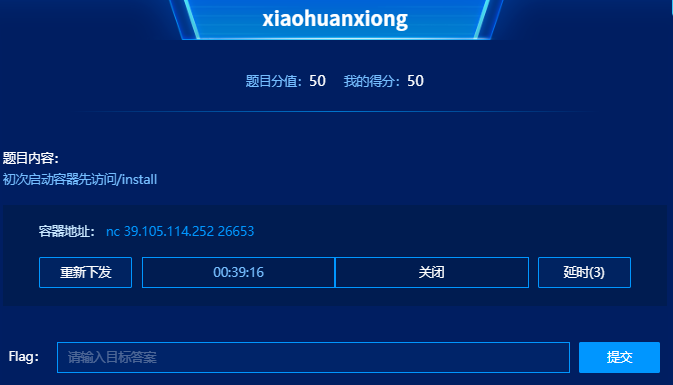 xiaohuanxiong
题目分值：50 我的得分：50
题目内容：
初次启动容器先访问/install
容器地址： nc 39.105.114.252 26653
重新下发 00:39:16 关闭 延时(3)
Flag： 请输入目标答案 提交